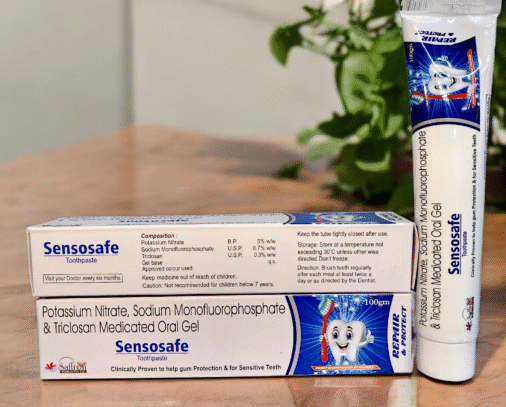 REPAIR
& PROTECT
100gm
Potassium Nitrate, Sodium Monofluorophosphate
& Triclosan Medicated Oral Gel
Sensosafe
Toothpaste
Clinically Proven to help gum Protection & for Sensitive Teeth
Sensosafe
Toothpaste
Visit your Doctor every six months.
Composition :
Potassium Nitrate B.P. 5% w/w
Sodium Monofluorophosphate U.S.P. 0.7% w/w
Triclosan U.S.P. 0.3% w/w
Gel base q.s.
Approved colour used
Keep medicine out of reach of children.
Caution: Not recommended for children below 7 years.
Keep the tube tightly closed after use.
Storage: Store at a temperature not
exceeding 30°C unless other wise
directed. Don't freeze.
Direction: Brush teeth regularly
after each meal at least twice a
day or as directed by the Dentist.
Potassium Nitrate, Sodium Monofluorophosphate
& Triclosan Medicated Oral Gel
Sensosafe
Toothpaste
Clinically Proven to help gum Protection & for Sensitive Teeth
Saffron
100gm
REPAIR
& PROTECT